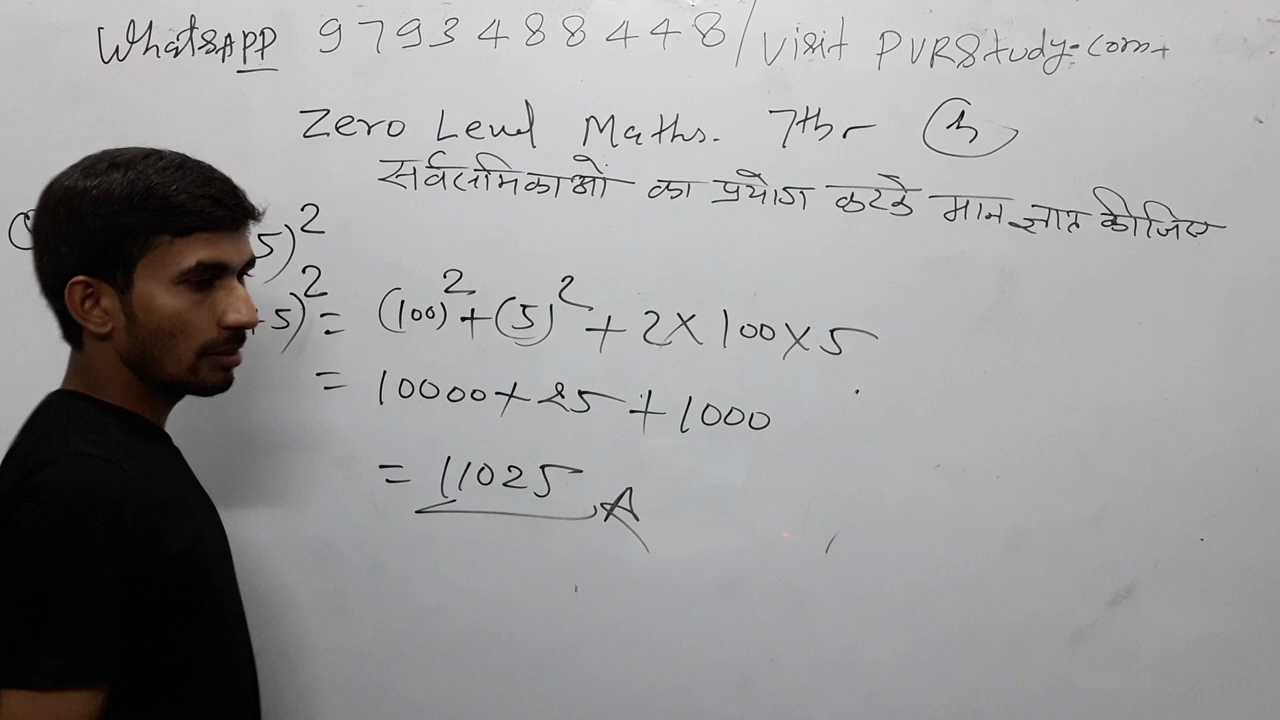 WhatsAPP 9793488448/Visit PVRStudy.com
Zero Level Maths. 7th
सर्वसमिकाओं का प्रयोग करके मान ज्ञात कीजिए
5)²
+5)² = (100)² + (5)² + 2 × 100 × 5
= 10000 + 25 + 1000
= 11025 A